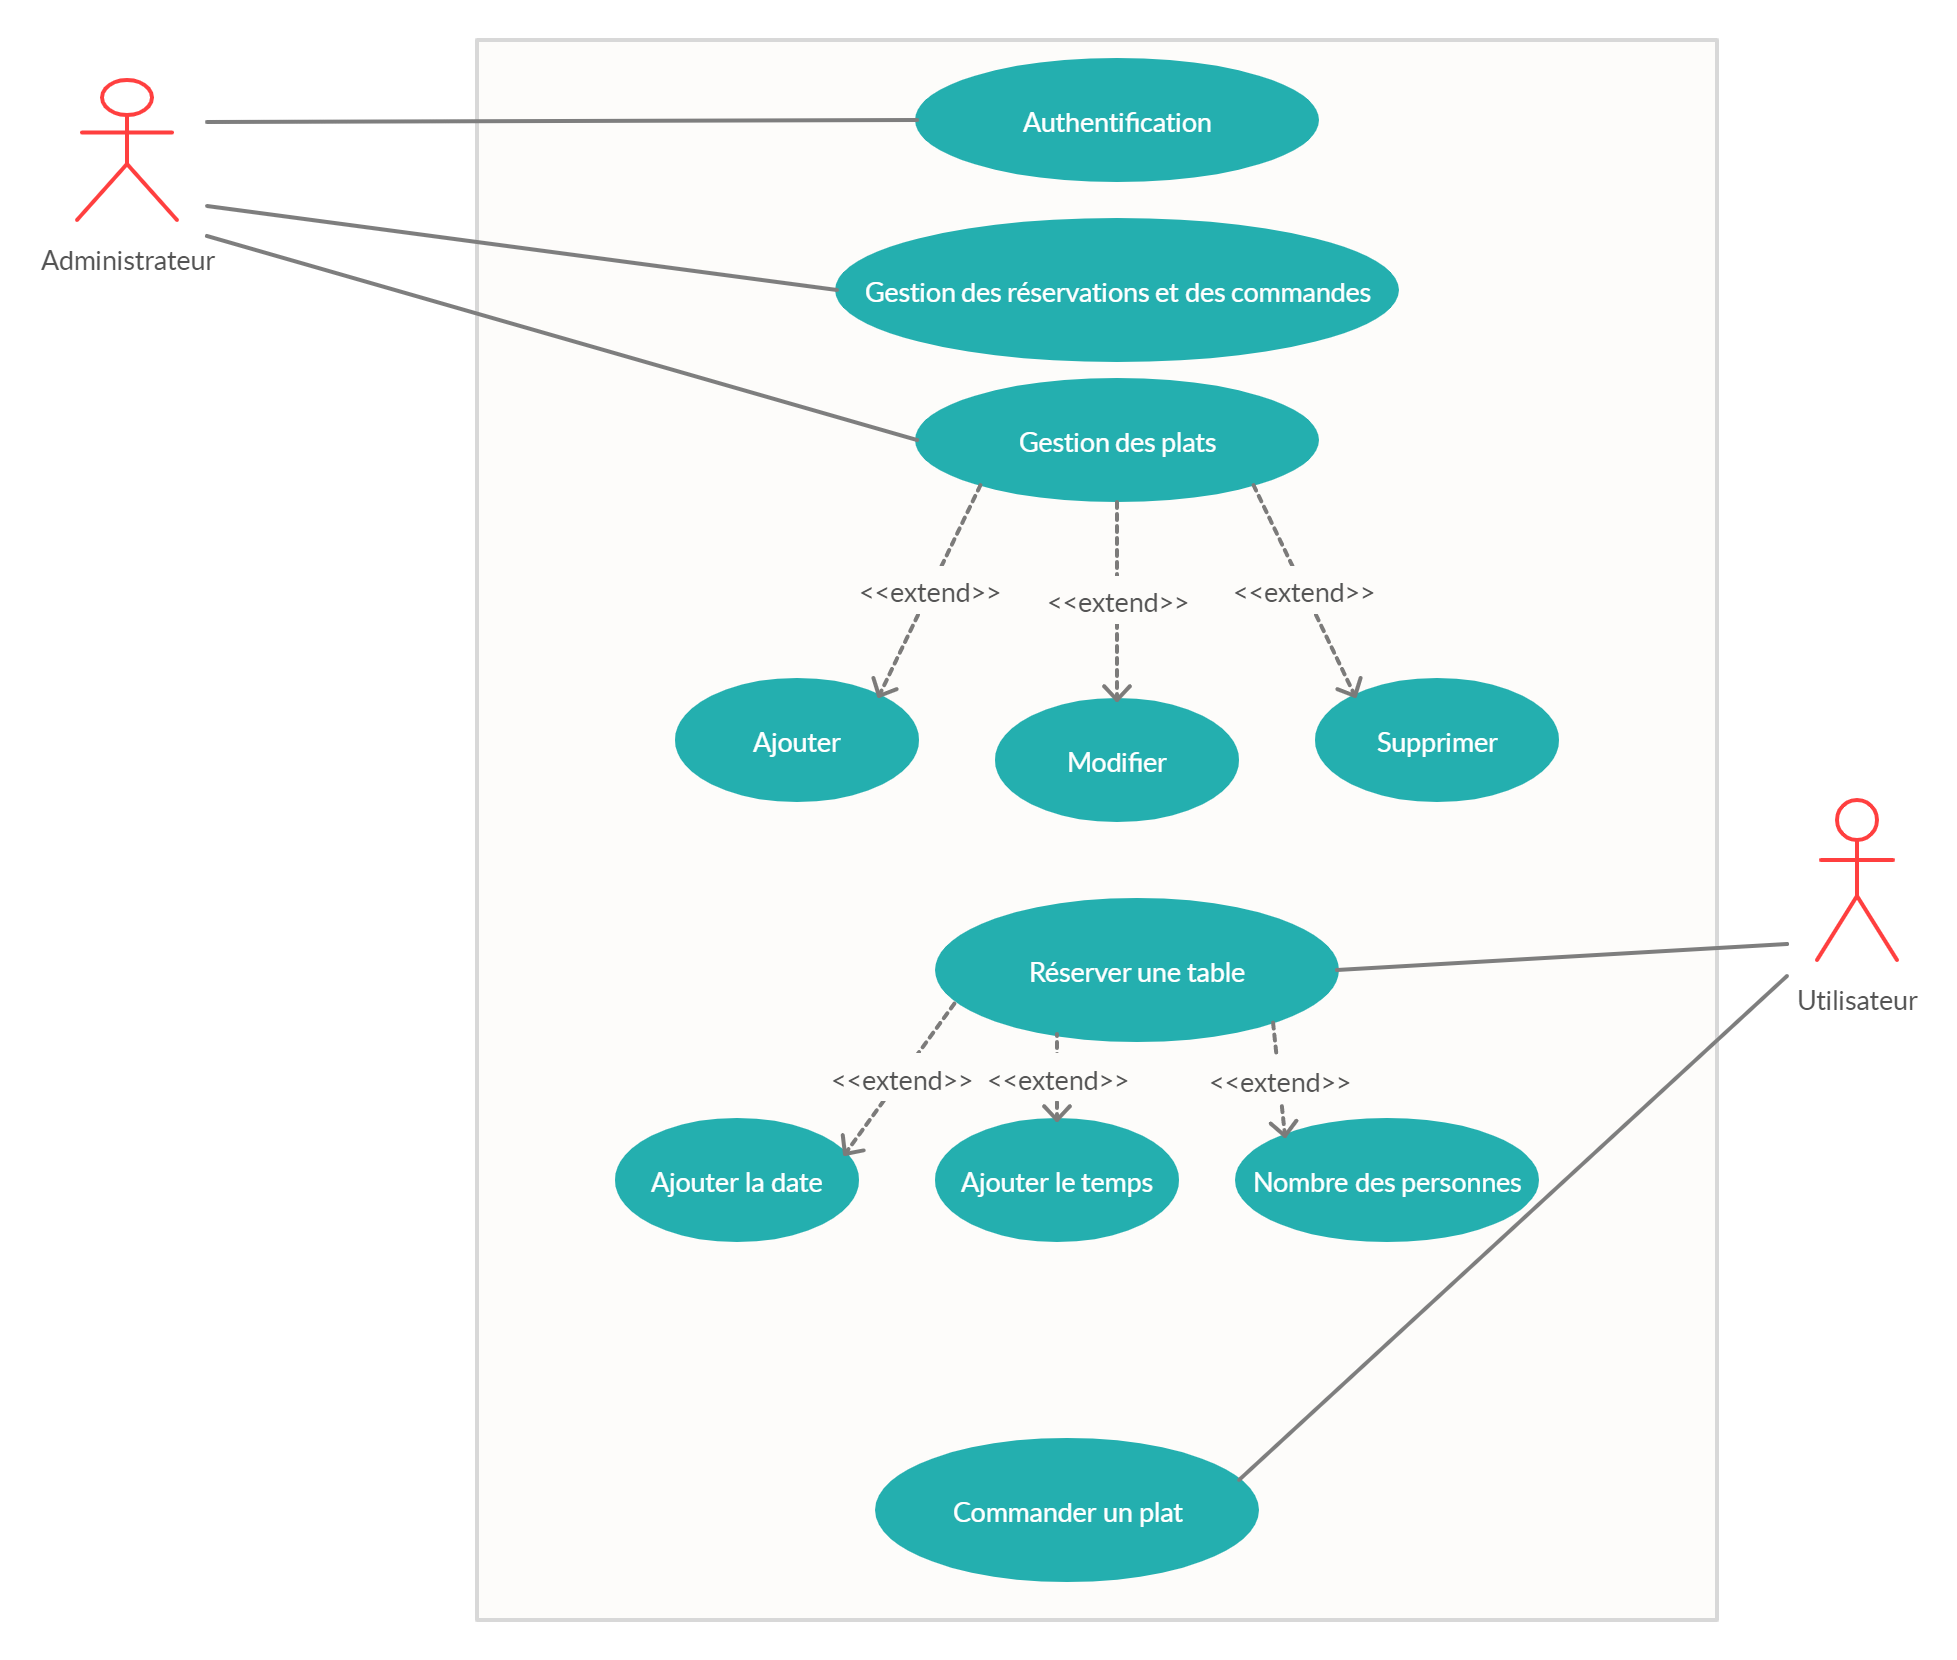 Authentification
Administrateur
Gestion des réservations et des commandes
Gestion des plats
<<extend>>
<<extend>>
<<extend>>
Ajouter
Modifier
Supprimer
Réserver une table
Utilisateur
<<extend>>
<<extend>>
<<extend>>
Ajouter la date
Ajouter le temps
Nombre des personnes
Commander un plat